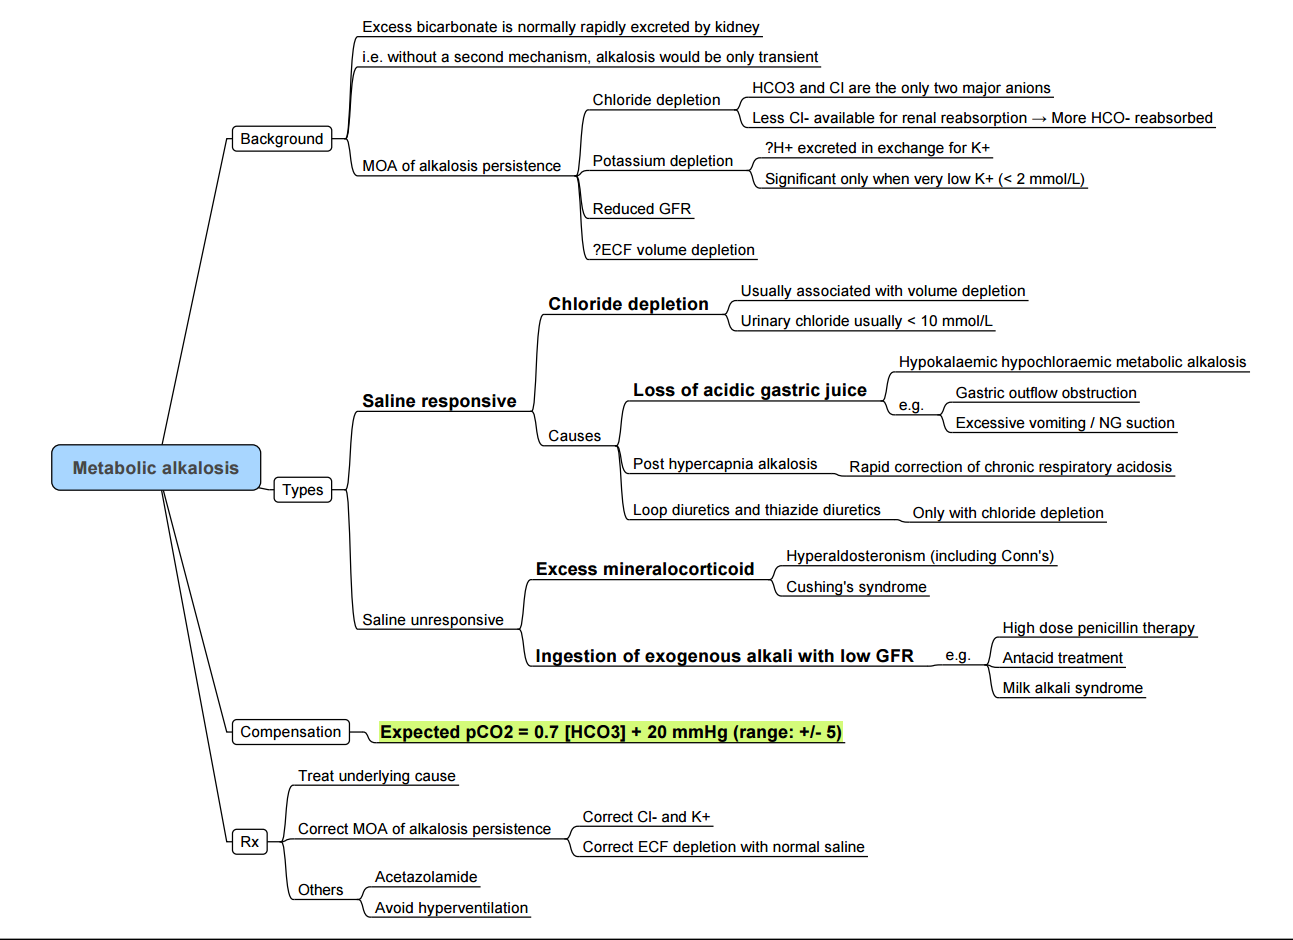 Metabolic alkalosis
Background
Excess bicarbonate is normally rapidly excreted by kidney
i.e. without a second mechanism, alkalosis would be only transient
MOA of alkalosis persistence
Chloride depletion
HCO3 and Cl are the only two major anions
Less Cl- available for renal reabsorption → More HCO- reabsorbed
Potassium depletion
?H+ excreted in exchange for K+
Significant only when very low K+ (< 2 mmol/L)
Reduced GFR
?ECF volume depletion
Types
Saline responsive
Chloride depletion
Usually associated with volume depletion
Urinary chloride usually < 10 mmol/L
Causes
Loss of acidic gastric juice
Hypokalaemic hypochloraemic metabolic alkalosis
e.g.
Gastric outflow obstruction
Excessive vomiting / NG suction
Post hypercapnia alkalosis
Rapid correction of chronic respiratory acidosis
Loop diuretics and thiazide diuretics
Only with chloride depletion
Saline unresponsive
Excess mineralocorticoid
Hyperaldosteronism (including Conn's)
Cushing's syndrome
Ingestion of exogenous alkali with low GFR
e.g.
High dose penicillin therapy
Antacid treatment
Milk alkali syndrome
Compensation
Expected pCO2 = 0.7 [HCO3] + 20 mmHg (range: +/- 5)
Rx
Treat underlying cause
Correct MOA of alkalosis persistence
Correct Cl- and K+
Correct ECF depletion with normal saline
Others
Acetazolamide
Avoid hyperventilation